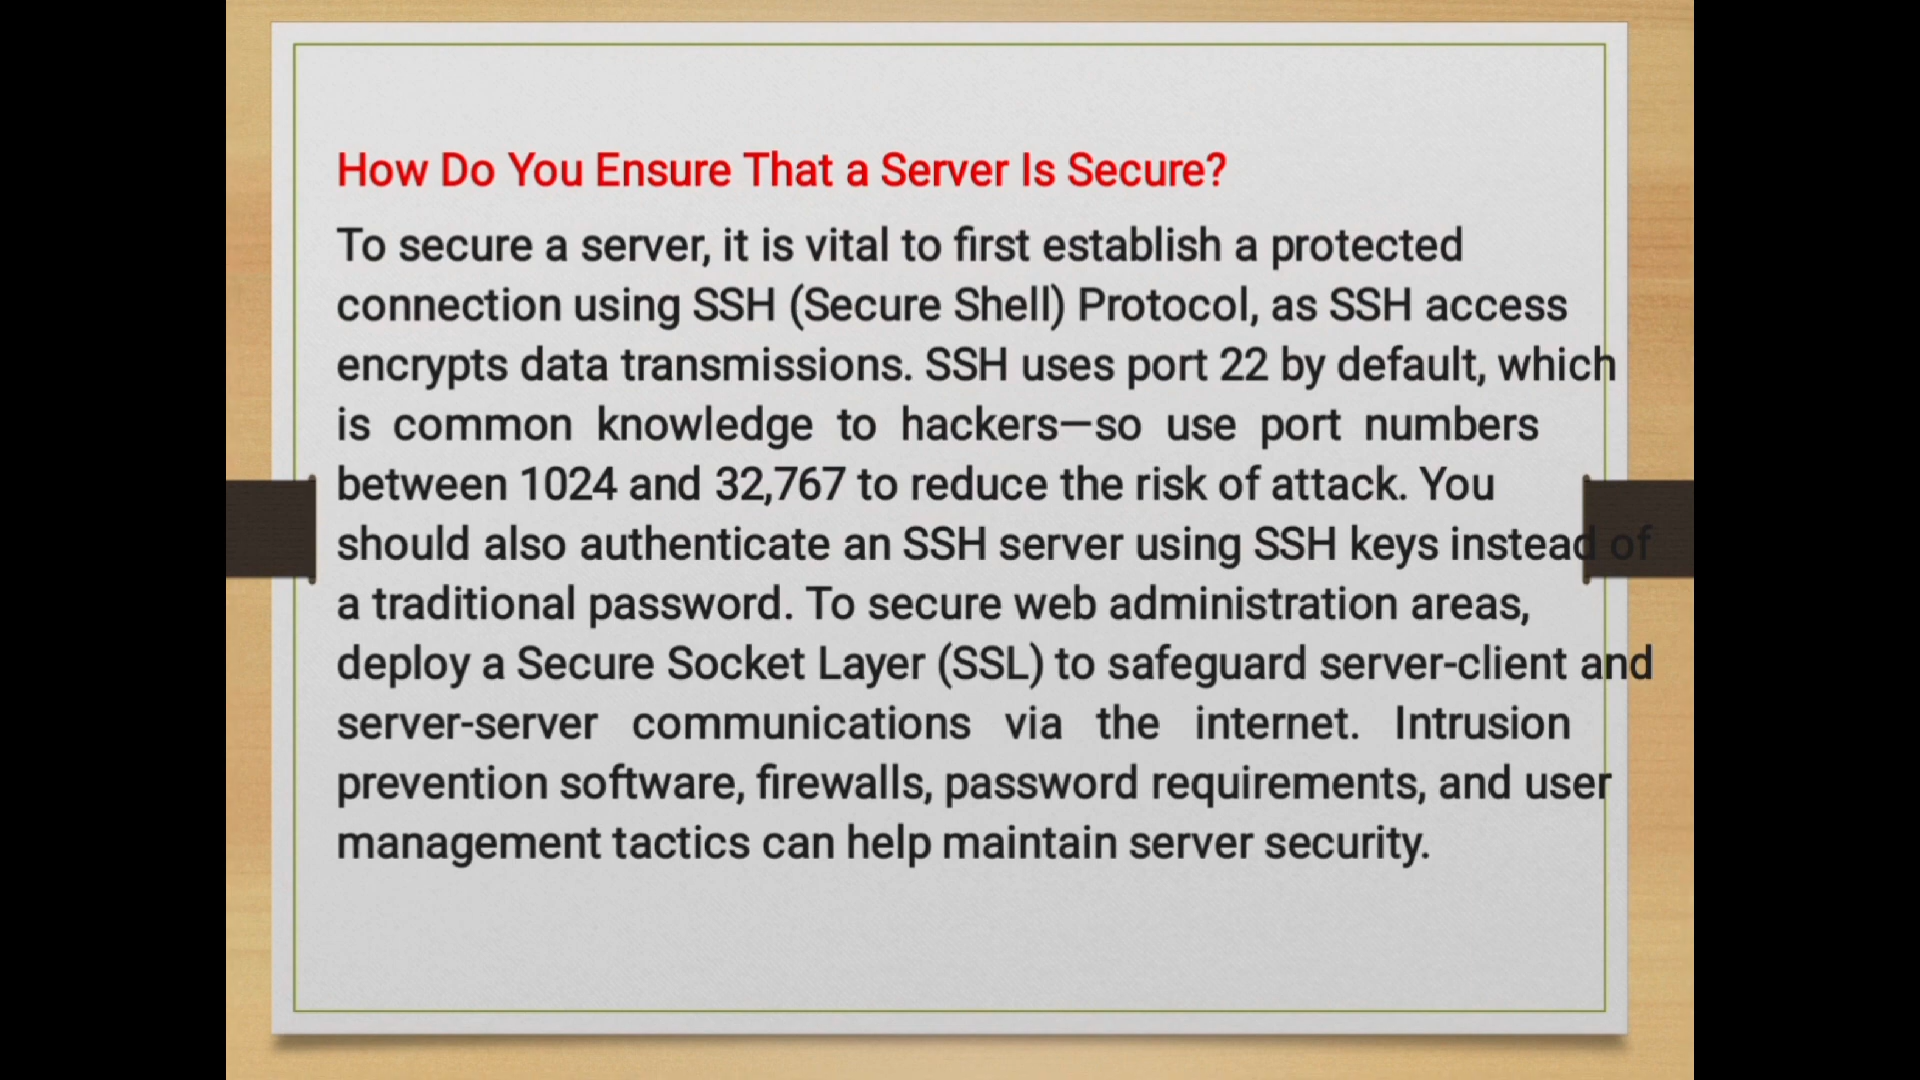 How Do You Ensure That a Server Is Secure?
To secure a server, it is vital to first establish a protected
connection using SSH (Secure Shell) Protocol, as SSH access
encrypts data transmissions. SSH uses port 22 by default, which
is common knowledge to hackers—so use port numbers
between 1024 and 32,767 to reduce the risk of attack. You
should also authenticate an SSH server using SSH keys instead of
a traditional password. To secure web administration areas,
deploy a Secure Socket Layer (SSL) to safeguard server-client and
server-server communications via the internet. Intrusion
prevention software, firewalls, password requirements, and user
management tactics can help maintain server security.